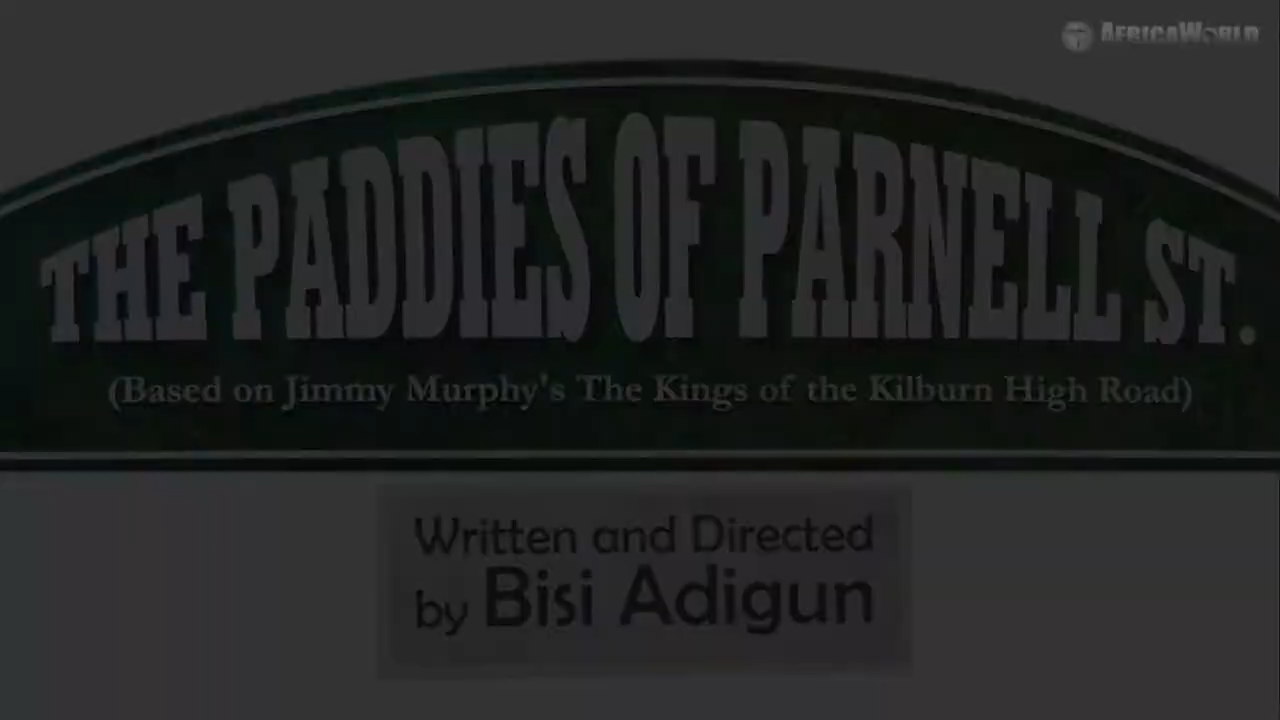 AFRICAWORLD
THE PADDIES OF PARNELL ST.
(Based on Jimmy Murphy's The Kings of the Kilburn High Road)
Written and Directed
by Bisi Adigun